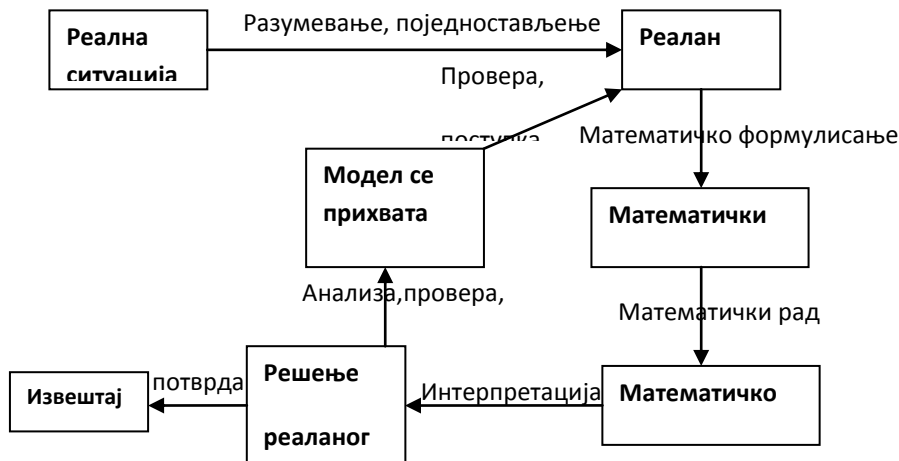 Реална
ситуација
Разумевање, поједностављење
Реалан
Провера,
поступка
Математичко формулисање
Модел се
прихвата
Математички
Анализа,провера,
Математички рад
Извештај
потврда
Решење
реаланог
Интерпретација
Математичко